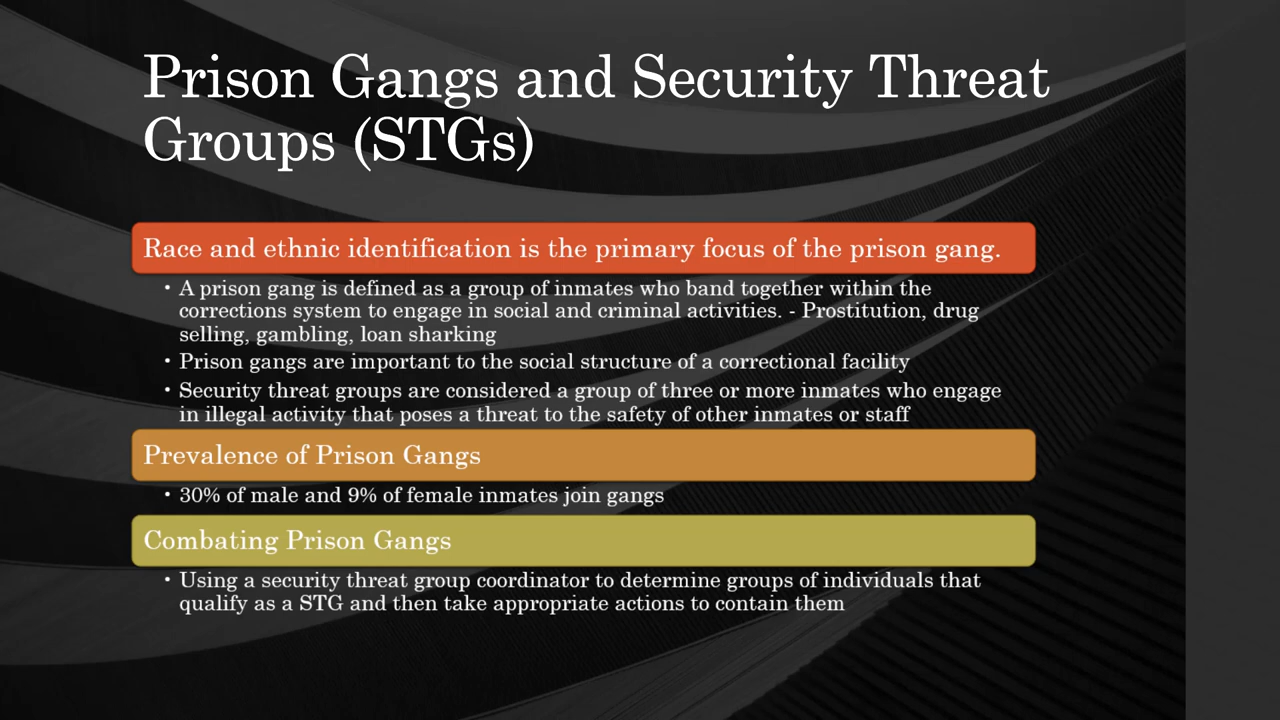 Prison Gangs and Security Threat
Groups (STGs)
Race and ethnic identification is the primary focus of the prison gang.
• A prison gang is defined as a group of inmates who band together within the
corrections system to engage in social and criminal activities. - Prostitution, drug
selling, gambling, loan sharking
• Prison gangs are important to the social structure of a correctional facility
• Security threat groups are considered a group of three or more inmates who engage
in illegal activity that poses a threat to the safety of other inmates or staff
Prevalence of Prison Gangs
• 30% of male and 9% of female inmates join gangs
Combating Prison Gangs
• Using a security threat group coordinator to determine groups of individuals that
qualify as a STG and then take appropriate actions to contain them